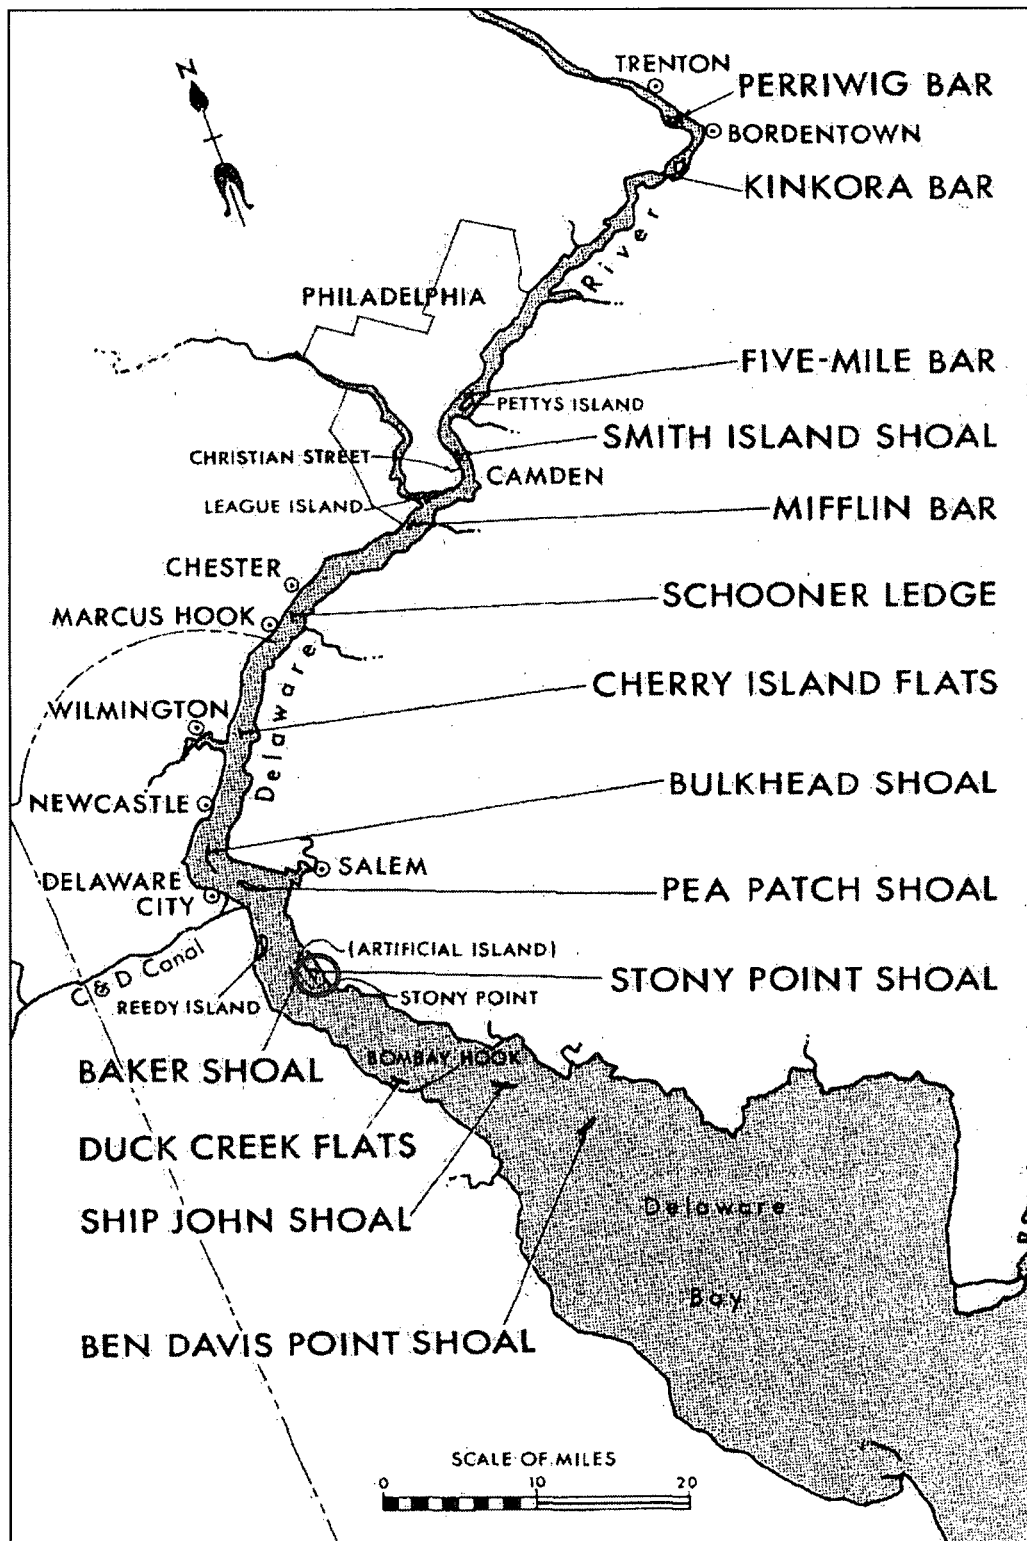 N
TRENTON
PERRIWIG BAR
BORDENTOWN
KINKORA BAR
River
PHILADELPHIA
FIVE-MILE BAR
PETTYS ISLAND
SMITH ISLAND SHOAL
CHRISTIAN STREET
CAMDEN
LEAGUE ISLAND
MIFFLIN BAR
CHESTER
SCHOONER LEDGE
MARCUS HOOK
Delaware
CHERRY ISLAND FLATS
WILMINGTON
BULKHEAD SHOAL
NEWCASTLE
SALEM
DELAWARE
CITY
PEA PATCH SHOAL
(ARTIFICIAL ISLAND)
C & D Canal
STONY POINT SHOAL
STONY POINT
REEDY ISLAND
BOMBAY HOOK
BAKER SHOAL
DUCK CREEK FLATS
SHIP JOHN SHOAL
Delaware
Bay
BEN DAVIS POINT SHOAL
SCALE OF MILES
0 10 20